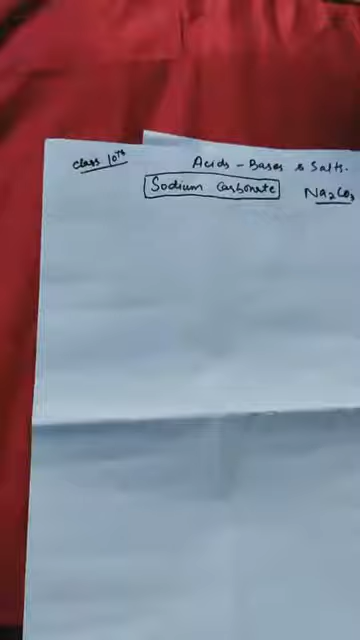 Class 10th Acids - Bases & Salts.
Sodium Carbonate Na2CO3